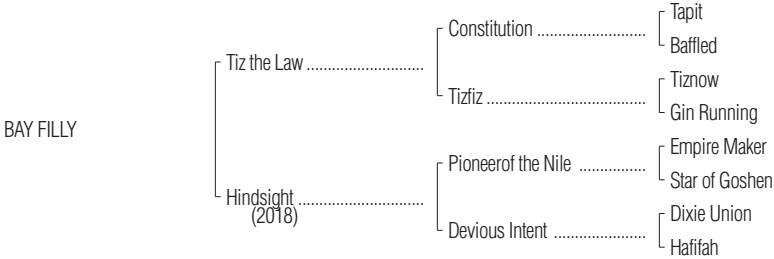 Tapit
Constitution ..........................
Baffled
Tiz the Law ............................
Tiznow
Tizfiz ......................................
Gin Running
BAY FILLY
Empire Maker
Pioneerof the Nile ................
Star of Goshen
Hindsight ..............................
(2018)
Dixie Union
Devious Intent ......................
Hafifah